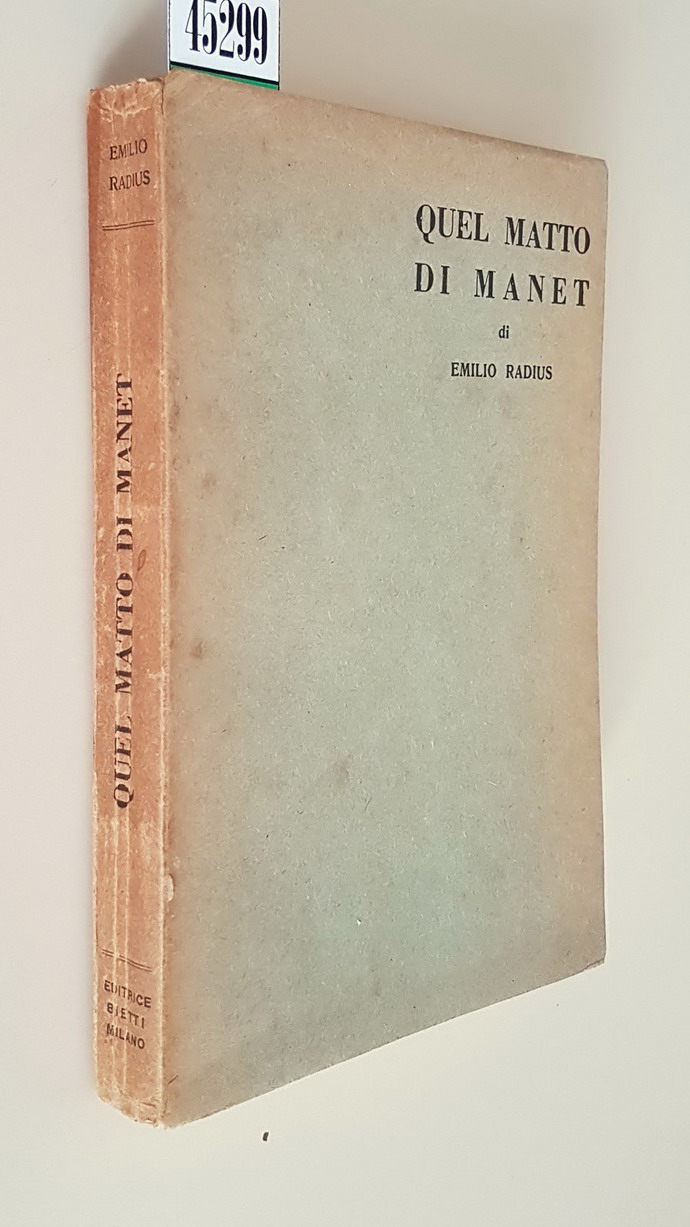 45299
EMILIO
RADIUS
QUEL MATTO DI MANET
EDITRICE
BIETTI
MILANO
QUEL MATTO
DI MANET
di
EMILIO RADIUS